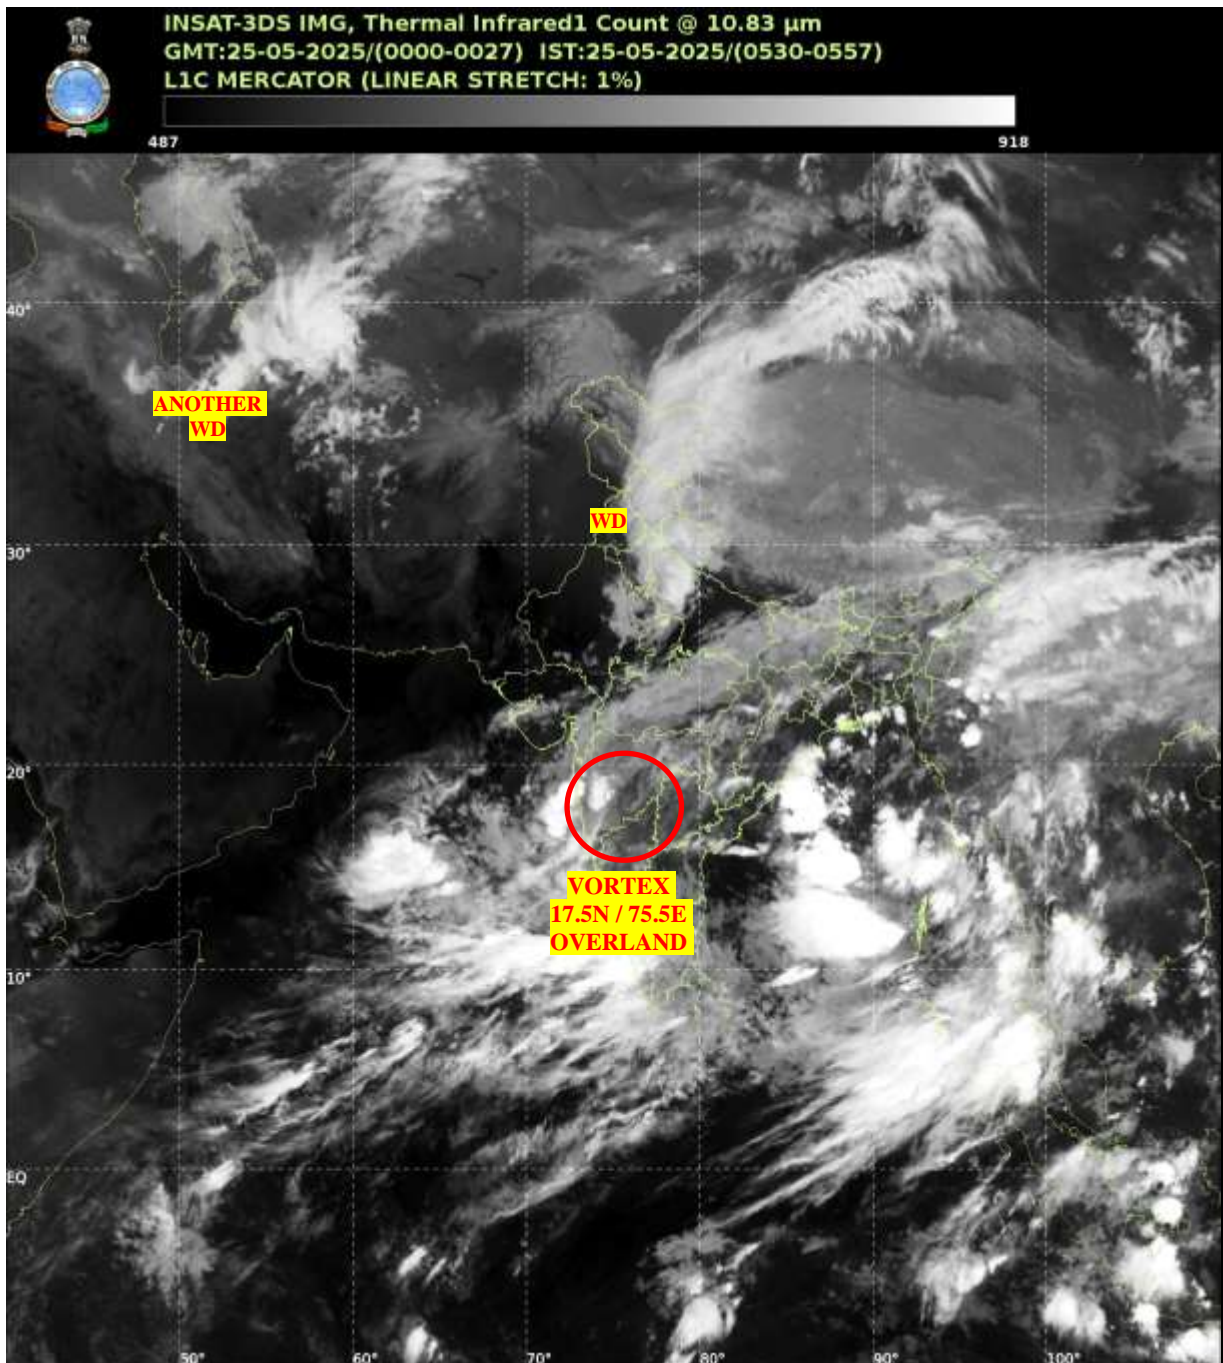 INSAT-3DS IMG, Thermal Infrared1 Count @ 10.83 μm
GMT:25-05-2025/(0000-0027) IST:25-05-2025/(0530-0557)
L1C MERCATOR (LINEAR STRETCH: 1%)
487 918
40°
ANOTHER
WD
WD
30°
20°
VORTEX
17.5N / 75.5E
OVERLAND
10°
EQ
50° 60° 70° 80° 90° 100°